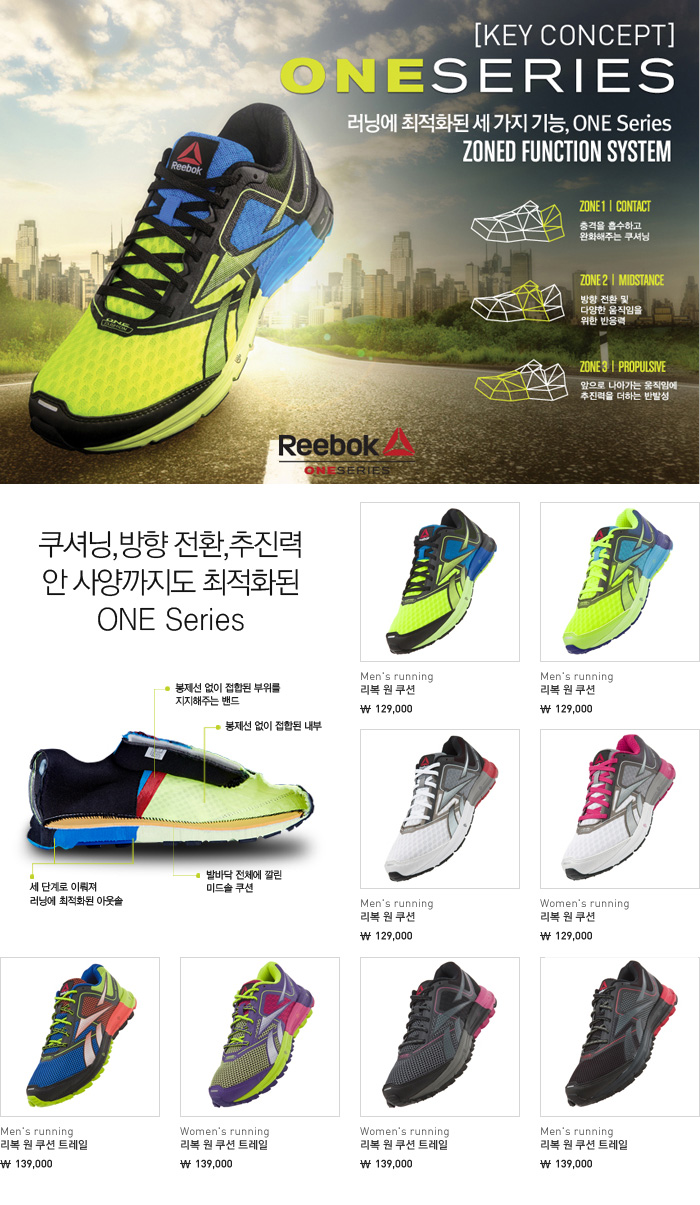 [KEY CONCEPT]
ONESERIES
러닝에 최적화된 세 가지 기능, ONE Series
ZONED FUNCTION SYSTEM
Reebok
ZONE 1 | CONTACT
충격을 흡수하고
완화해주는 쿠셔닝
ZONE 2 | MIDSTANCE
방향 전환 및
다양한 움직임을
위한 반응력
ZONE 3 | PROPULSIVE
앞으로 나아가는 움직임에
추진력을 더하는 반발성
ONE
Reebok
ONESERIES
쿠셔닝,방향 전환,추진력
안 사양까지도 최적화된
ONE Series
봉제선 없이 접합된 부위를
지지해주는 밴드
봉제선 없이 접합된 내부
발바닥 전체에 깔린
미드솔 쿠션
세 단계로 이뤄져
러닝에 최적화된 아웃솔
Men's running
리복 원 쿠션
₩ 129,000
Men's running
리복 원 쿠션
₩ 129,000
Men's running
리복 원 쿠션
₩ 129,000
Women's running
리복 원 쿠션
₩ 129,000
Men's running
리복 원 쿠션 트레일
₩ 139,000
Women's running
리복 원 쿠션 트레일
₩ 139,000
Women's running
리복 원 쿠션 트레일
₩ 139,000
Men's running
리복 원 쿠션 트레일
₩ 139,000